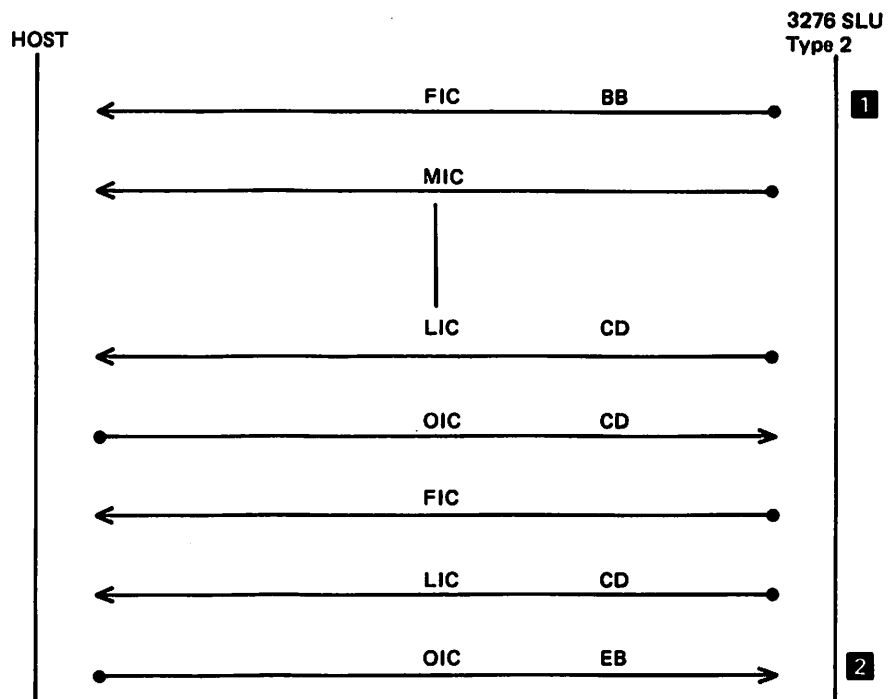 HOST
3276 SLU
Type 2
FIC BB 1
MIC
LIC CD
OIC CD
FIC
LIC CD
OIC EB 2